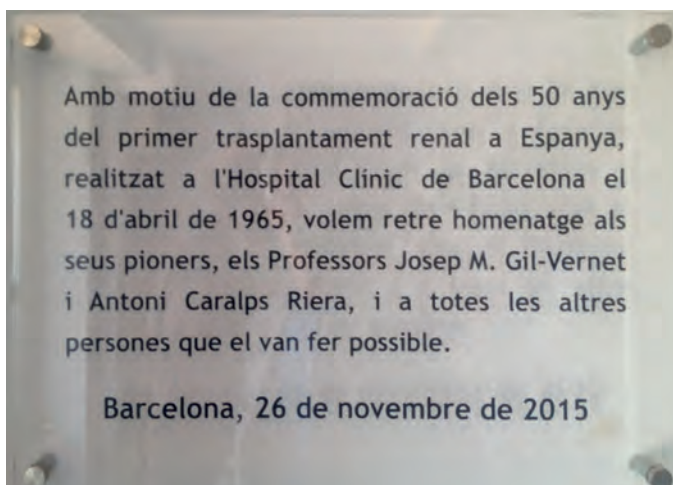 Amb motiu de la commemoració dels 50 anys
del primer trasplantament renal a Espanya,
realitzat a l'Hospital Clínic de Barcelona el
18 d'abril de 1965, volem retre homenatge als
seus pioners, els Professors Josep M. Gil-Vernet
i Antoni Caralps Riera, i a totes les altres
persones que el van fer possible.
Barcelona, 26 de novembre de 2015